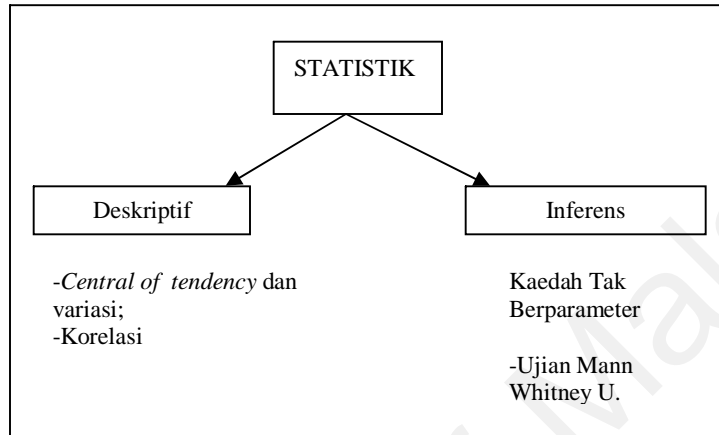 STATISTIK
Deskriptif
Inferens
-Central of tendency dan
variasi;
-Korelasi
Kaedah Tak
Berparameter
-Ujian Mann
Whitney U.